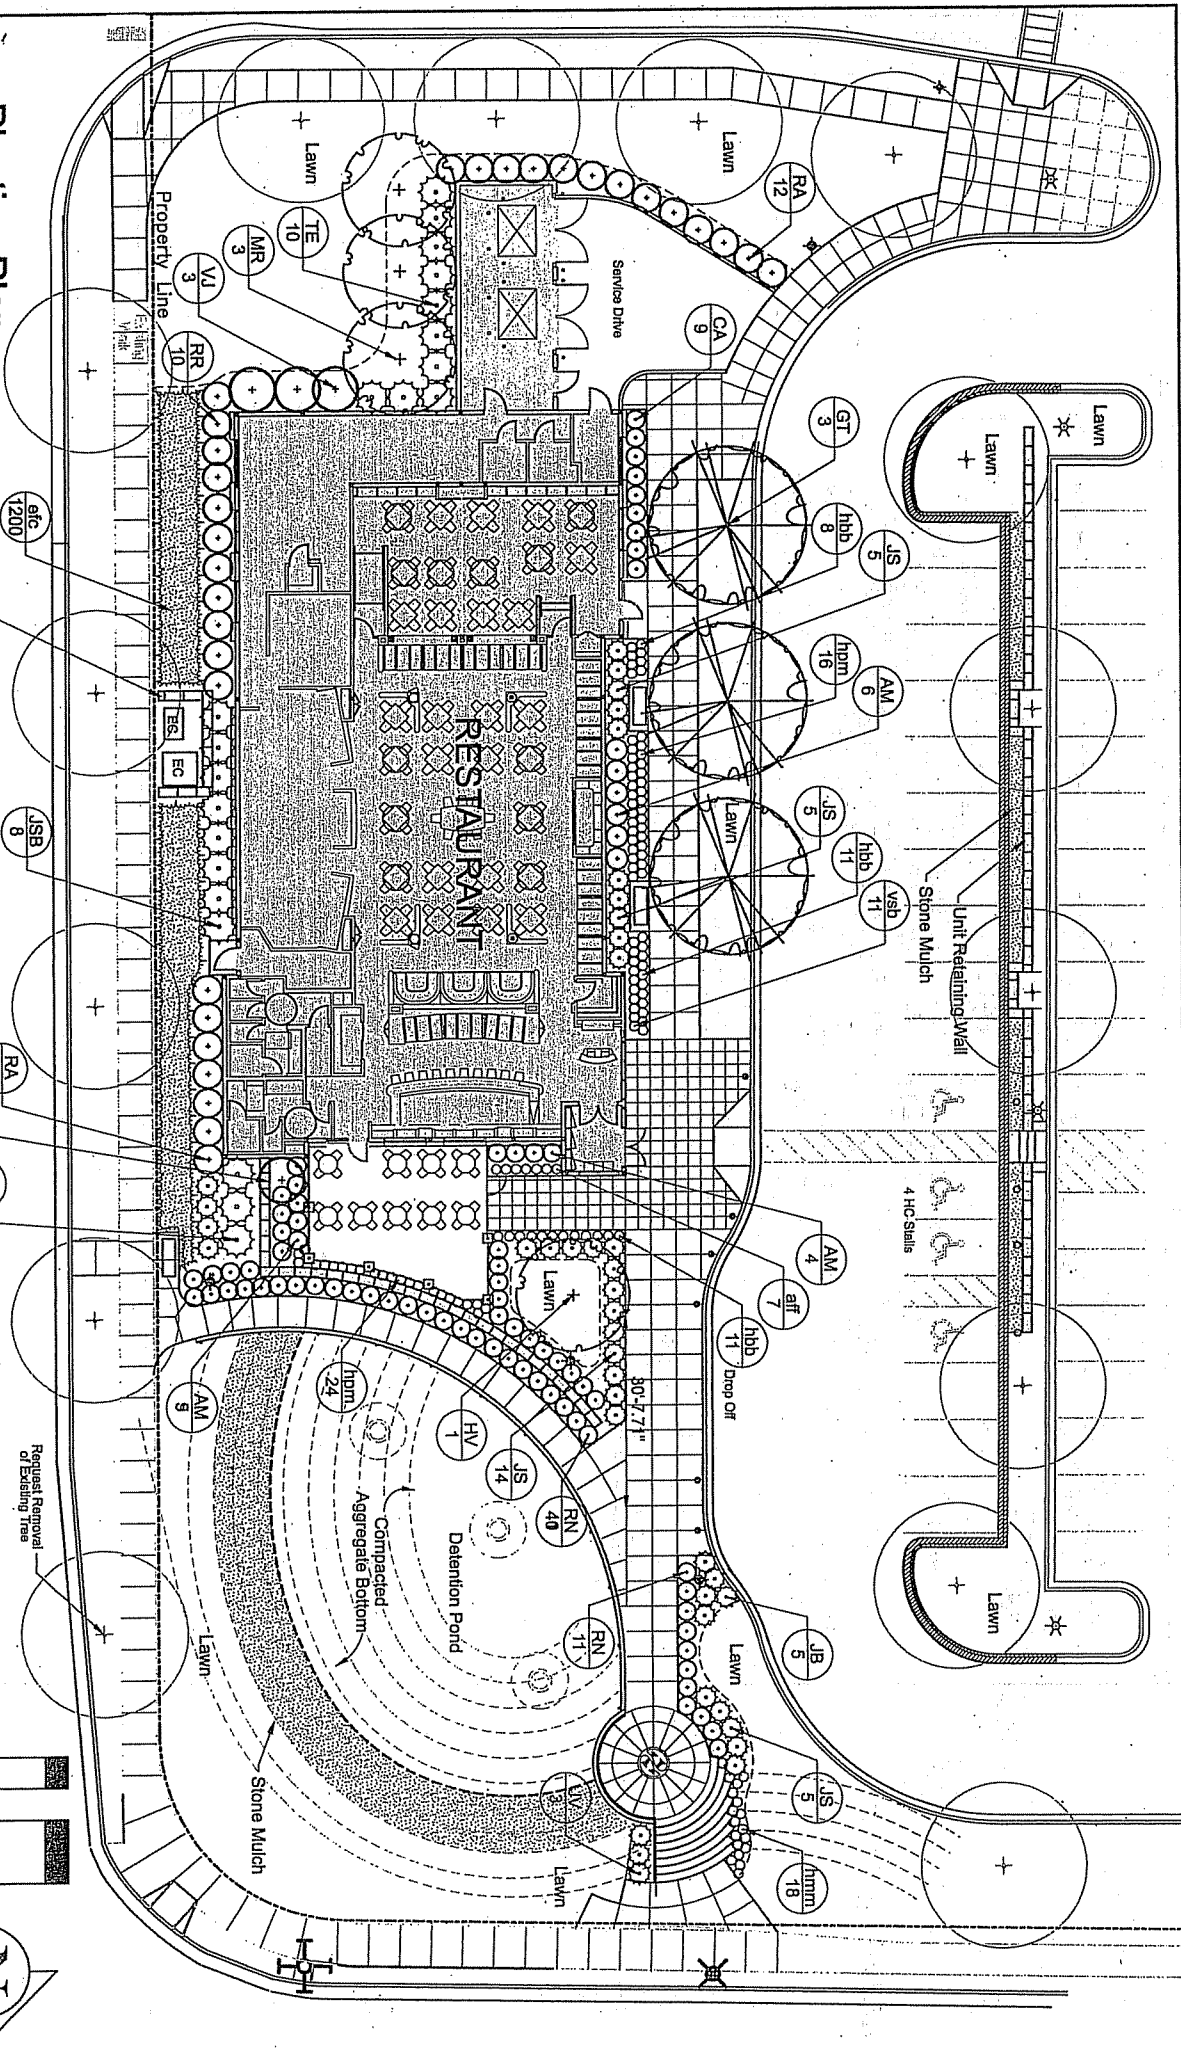 Lawn
Lawn
RA
12
Property Line
TE
10
MR
3
VJ
3
RR
10
Service Drive
CA
9
GT
3
hbb
8
JS
5
hpm
16
AM
6
Lawn
Lawn
efc
1200
ES
EC
RESTAURANT
Lawn
JS
5
hbb
11
vsb
11
Stone Mulch
Unit Retaining Wall
JSB
8
RA
4 HC Stalls
AM
4
aff
7
hbb
11
Drop Off
Lawn
30'-7.71"
AM
9
hpm
24
HV
1
JS
14
RN
40
Compacted
Aggregate Bottom
Detention Pond
RN
11
JB
5
Lawn
Lawn
Request Removal
of Existing Tree
Lawn
Stone Mulch
Lawn
JS
5
hmm
18